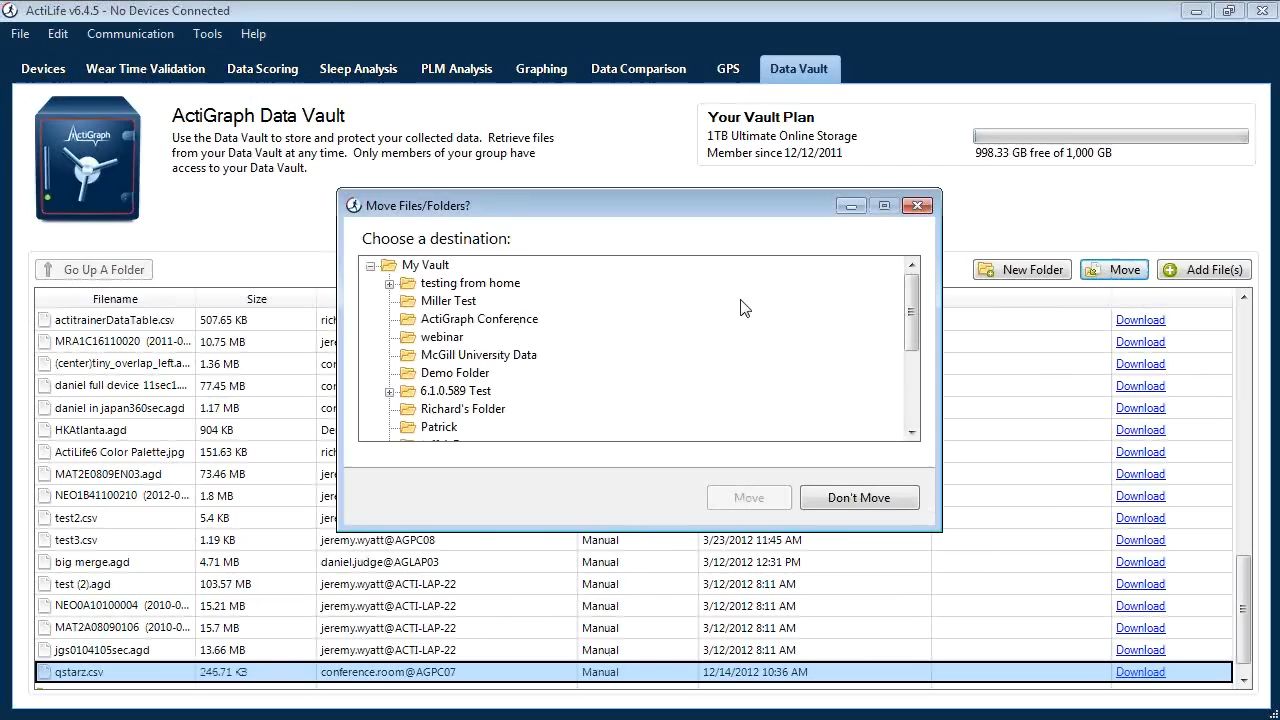 ActiLife v6.4.5 - No Devices Connected
File Edit Communication Tools Help
Devices Wear Time Validation Data Scoring Sleep Analysis PLM Analysis Graphing Data Comparison GPS Data Vault
ActiGraph
ActiGraph Data Vault
Use the Data Vault to store and protect your collected data. Retrieve files
from your Data Vault at any time. Only members of your group have
access to your Data Vault.
Your Vault Plan
1TB Ultimate Online Storage
Member since 12/12/2011
998.33 GB free of 1,000 GB
Move Files/Folders?
Choose a destination:
My Vault
testing from home
Miller Test
ActiGraph Conference
webinar
McGill University Data
Demo Folder
6.1.0.589 Test
Richard's Folder
Patrick
Move Don't Move
Go Up A Folder New Folder Move Add File(s)
Filename Size
actitrainerDataTable.csv 507.65 KB rich Download
MRA1C16110020 (2011-0... 10.75 MB jere Download
(center)tiny_overlap_left.a... 1.36 MB con Download
daniel full device 11sec1.... 77.45 MB con Download
daniel in japan360sec.agd 1.17 MB con Download
HKAtlanta.agd 904 KB De Download
ActiLife6 Color Palette.jpg 151.63 KB rich Download
MAT2E0809EN03.agd 73.46 MB jere Download
NEO1B41100210 (2012-0... 1.8 MB jere Download
test2.csv 5.4 KB jere Download
test3.csv 1.19 KB jeremy.wyatt@AGPC08 Manual 3/23/2012 11:45 AM Download
big merge.agd 4.71 MB daniel.judge@AGLAP03 Manual 3/12/2012 12:31 PM Download
test (2).agd 103.57 MB jeremy.wyatt@ACTI-LAP-22 Manual 3/12/2012 8:11 AM Download
NEO0A10100004 (2010-0... 15.21 MB jeremy.wyatt@ACTI-LAP-22 Manual 3/12/2012 8:11 AM Download
MAT2A08090106 (2010-0... 15.7 MB jeremy.wyatt@ACTI-LAP-22 Manual 3/12/2012 8:11 AM Download
jgs0104105sec.agd 13.66 MB jeremy.wyatt@ACTI-LAP-22 Manual 3/12/2012 8:11 AM Download
qstarz.csv 246.71 KB conference.room@AGPC07 Manual 12/14/2012 10:36 AM Download